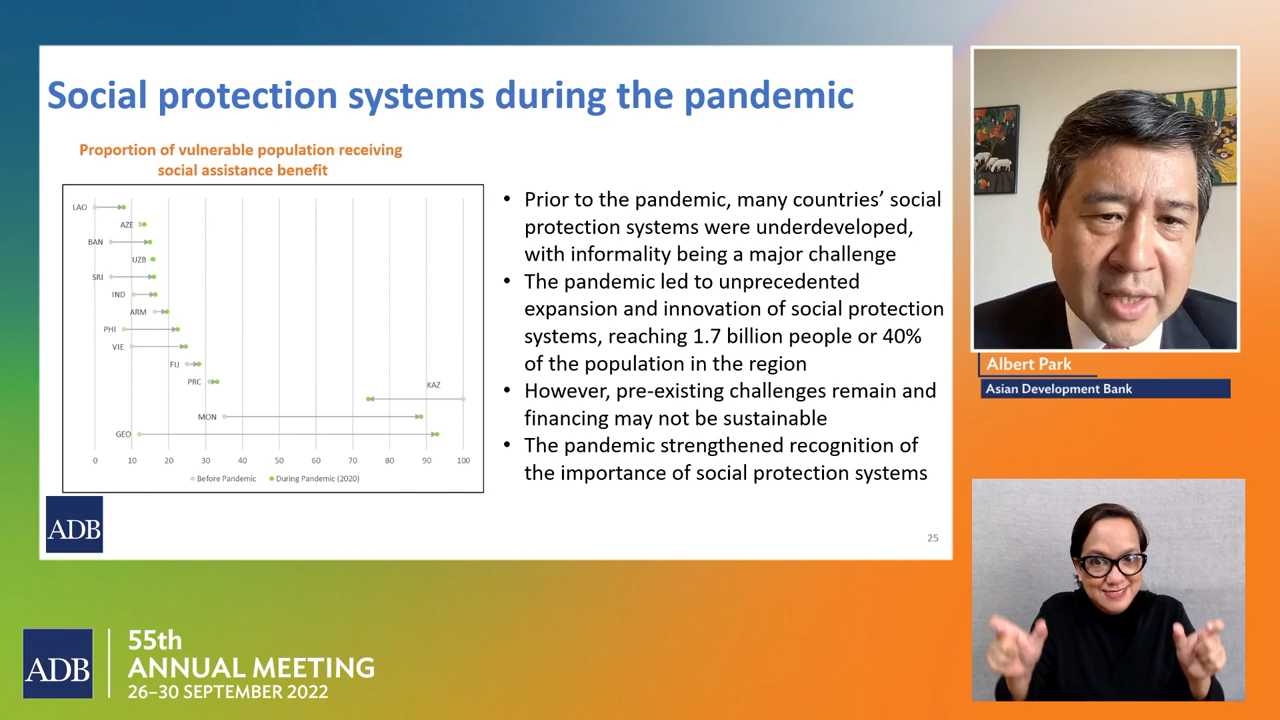 Social protection systems during the pandemic
Proportion of vulnerable population receiving
social assistance benefit
LAO
AZE
BAN
UZB
SRI
IND
ARM
PHI
VIE
FIJ
PRC
KAZ
MON
GEO
0 10 20 30 40 50 60 70 80 90 100
Before Pandemic During Pandemic (2020)
• Prior to the pandemic, many countries’ social
protection systems were underdeveloped,
with informality being a major challenge
• The pandemic led to unprecedented
expansion and innovation of social protection
systems, reaching 1.7 billion people or 40%
of the population in the region
• However, pre-existing challenges remain and
financing may not be sustainable
• The pandemic strengthened recognition of
the importance of social protection systems
ADB
25
Albert Park
Asian Development Bank
ADB
55th
ANNUAL MEETING
26–30 SEPTEMBER 2022